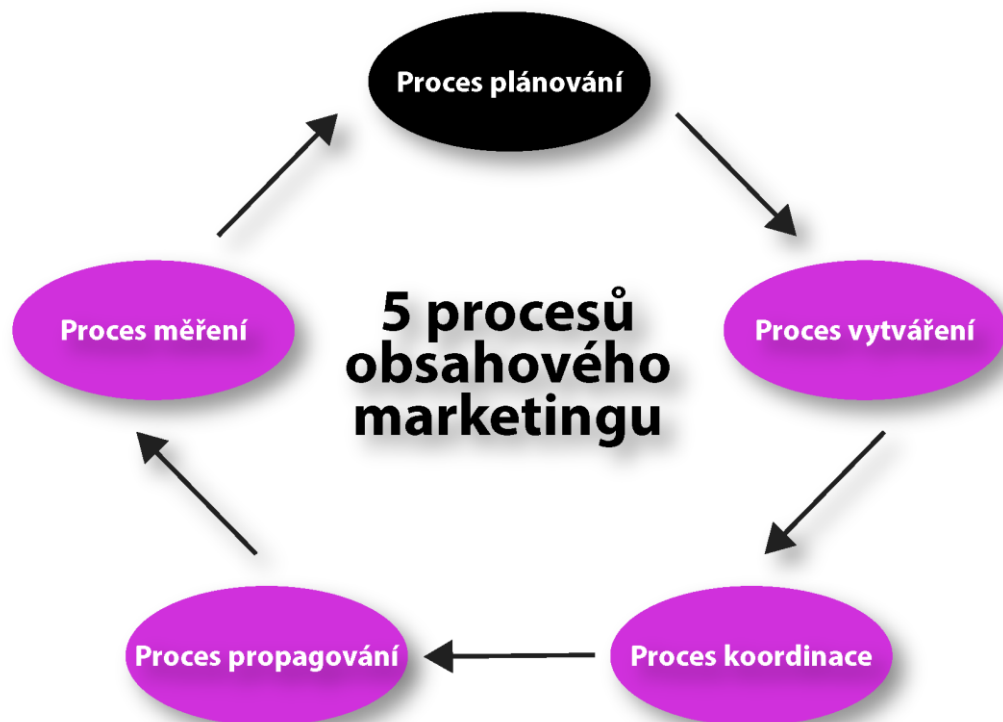 Proces plánování
Proces měření
5 procesů
obsahového
marketingu
Proces vytváření
Proces propagování
Proces koordinace